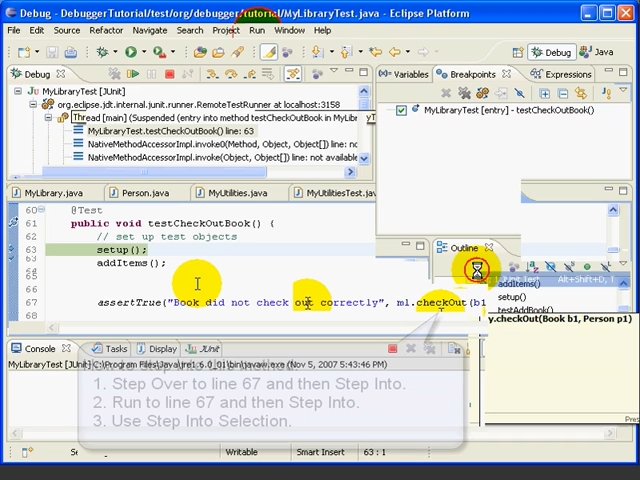 Debug - DebuggerTutorial/test/org/debugger/tutorial/MyLibraryTest.java - Eclipse Platform
File Edit Source Refactor Navigate Search Project Run Window Help
Debug Java
Debug
MyLibraryTest [JUnit]
org.eclipse.jdt.internal.junit.runner.RemoteTestRunner at localhost:3158
Thread [main] (Suspended (entry into method testCheckOutBook in MyLibrary
MyLibraryTest.testCheckOutBook() line: 63
NativeMethodAccessorImpl.invoke0(Method, Object, Object[]) line: not
NativeMethodAccessorImpl.invoke(Object, Object[]) line: not available
Variables Breakpoints Expressions
MyLibraryTest [entry] - testCheckOutBook()
MyLibrary.java Person.java MyUtilities.java MyUtilitiesTest.java
60 @Test
61 public void testCheckOutBook() {
62 // set up test objects
63 setup();
addItems();
67 assertTrue("Book did not check out correctly", ml.checkOut(b1
68
Outline
JUnit Test Alt+Shift+D, T
addItems()
setup()
testAddBook()
y.checkOut(Book b1, Person p1)
Press
Console Tasks Display JUnit
MyLibraryTest [JUnit] C:\Program Files\Java\jre1.6.0_01\bin\javaw.exe (Nov 5, 2007 5:43:46 PM)
1. Step Over to line 67 and then Step Into.
2. Run to line 67 and then Step Into.
3. Use Step Into Selection.
Writable Smart Insert 63 : 1